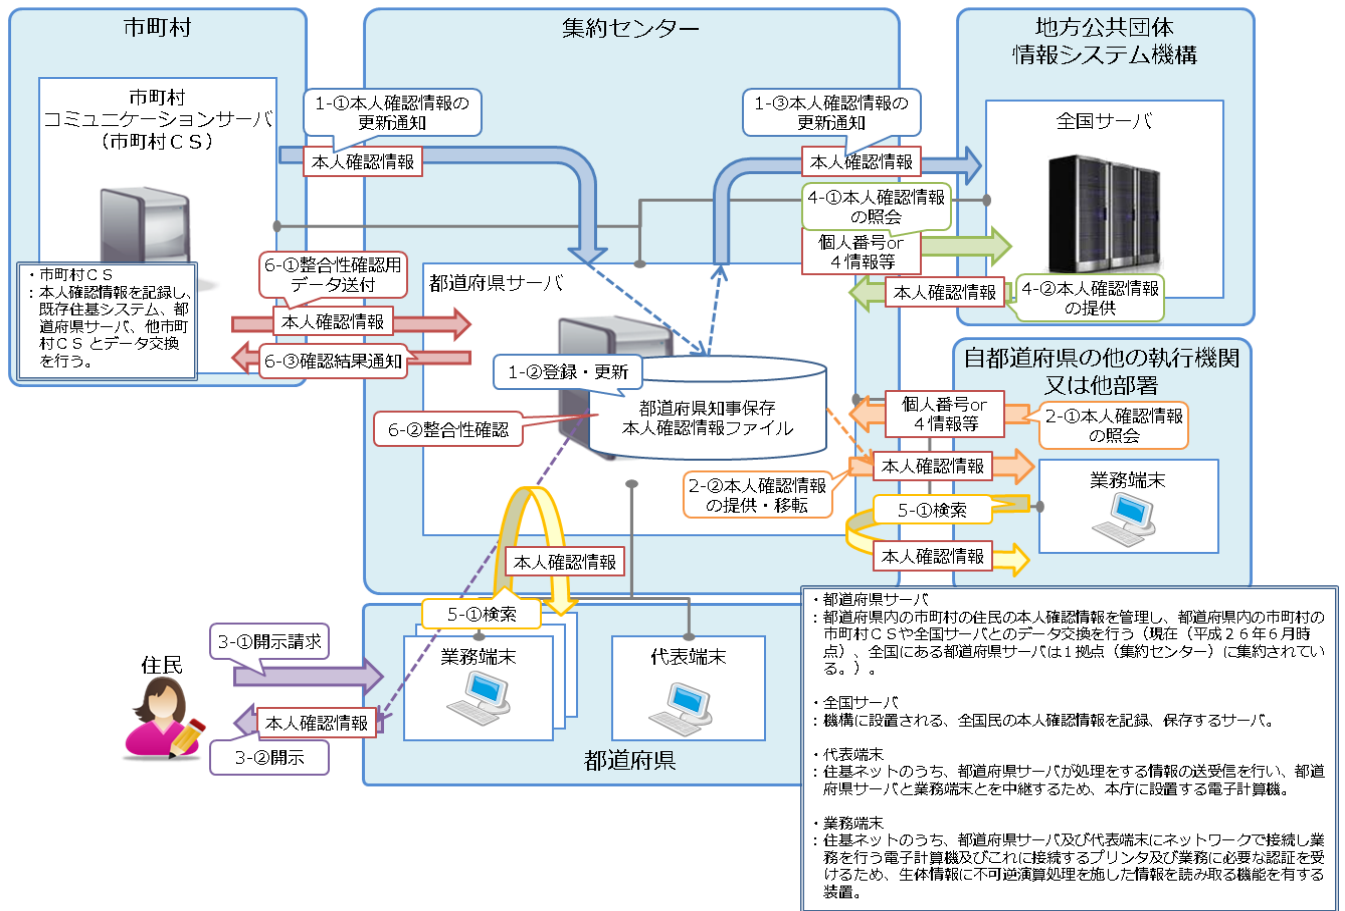 市町村
市町村
コミュニケーションサーバ
（市町村ＣＳ）
・市町村ＣＳ
：本人確認情報を記録し、
既存住基システム、都
道府県サーバ、他市町
村ＣＳとデータ交換
を行う。
集約センター
1-①本人確認情報の
更新通知
本人確認情報
1-③本人確認情報の
更新通知
本人確認情報
地方公共団体
情報システム機構
全国サーバ
4-①本人確認情報
の照会
個人番号or
４情報等
本人確認情報
4-②本人確認情報
の提供
6-①整合性確認用
データ送付
本人確認情報
6-③確認結果通知
都道府県サーバ
1-②登録・更新
6-②整合性確認
都道府県知事保存
本人確認情報ファイル
自都道府県の他の執行機関
又は他部署
個人番号or
４情報等
2-①本人確認情報
の照会
本人確認情報
2-②本人確認情報
の提供・移転
業務端末
5-①検索
本人確認情報
本人確認情報
5-①検索
業務端末
代表端末
都道府県
住民
3-①開示請求
本人確認情報
3-②開示
・都道府県サーバ
：都道府県内の市町村の住民の本人確認情報を管理し、都道府県内の市町村の
市町村ＣＳや全国サーバとのデータ交換を行う（現在（平成２６年６月時
点）、全国にある都道府県サーバは１拠点（集約センター）に集約されてい
る。）。
・全国サーバ
：機構に設置される、全国民の本人確認情報を記録、保存するサーバ。
・代表端末
：住基ネットのうち、都道府県サーバが処理をする情報の送受信を行い、都道
府県サーバと業務端末とを中継するため、本庁に設置する電子計算機。
・業務端末
：住基ネットのうち、都道府県サーバ及び代表端末にネットワークで接続し業
務を行う電子計算機及びこれに接続するプリンタ及び業務に必要な認証を受
けるため、生体情報に不可逆演算処理を施した情報を読み取る機能を有する
装置。